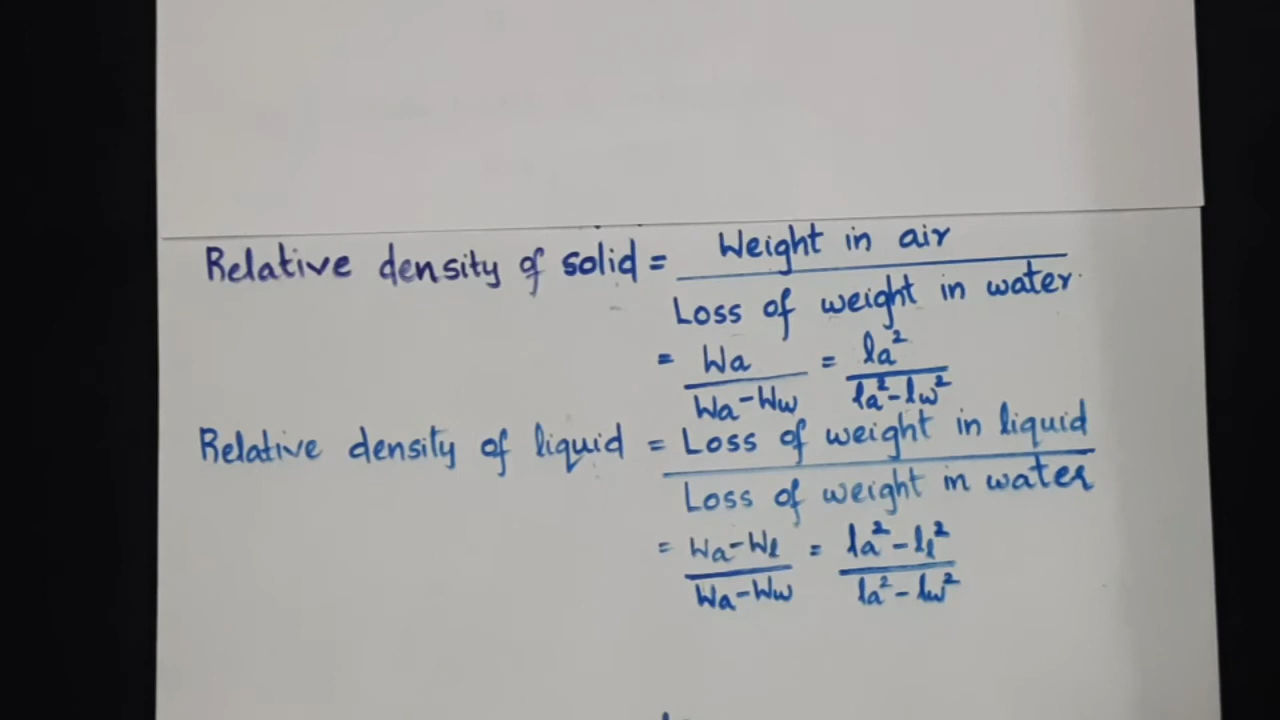 Relative density of solid = Weight in air
Loss of weight in water
= Wa / Wa-Ww = la² / la²-lw²
Relative density of liquid = Loss of weight in liquid
Loss of weight in water
= Wa-Wl / Wa-Ww = la²-ll² / la²-lw²